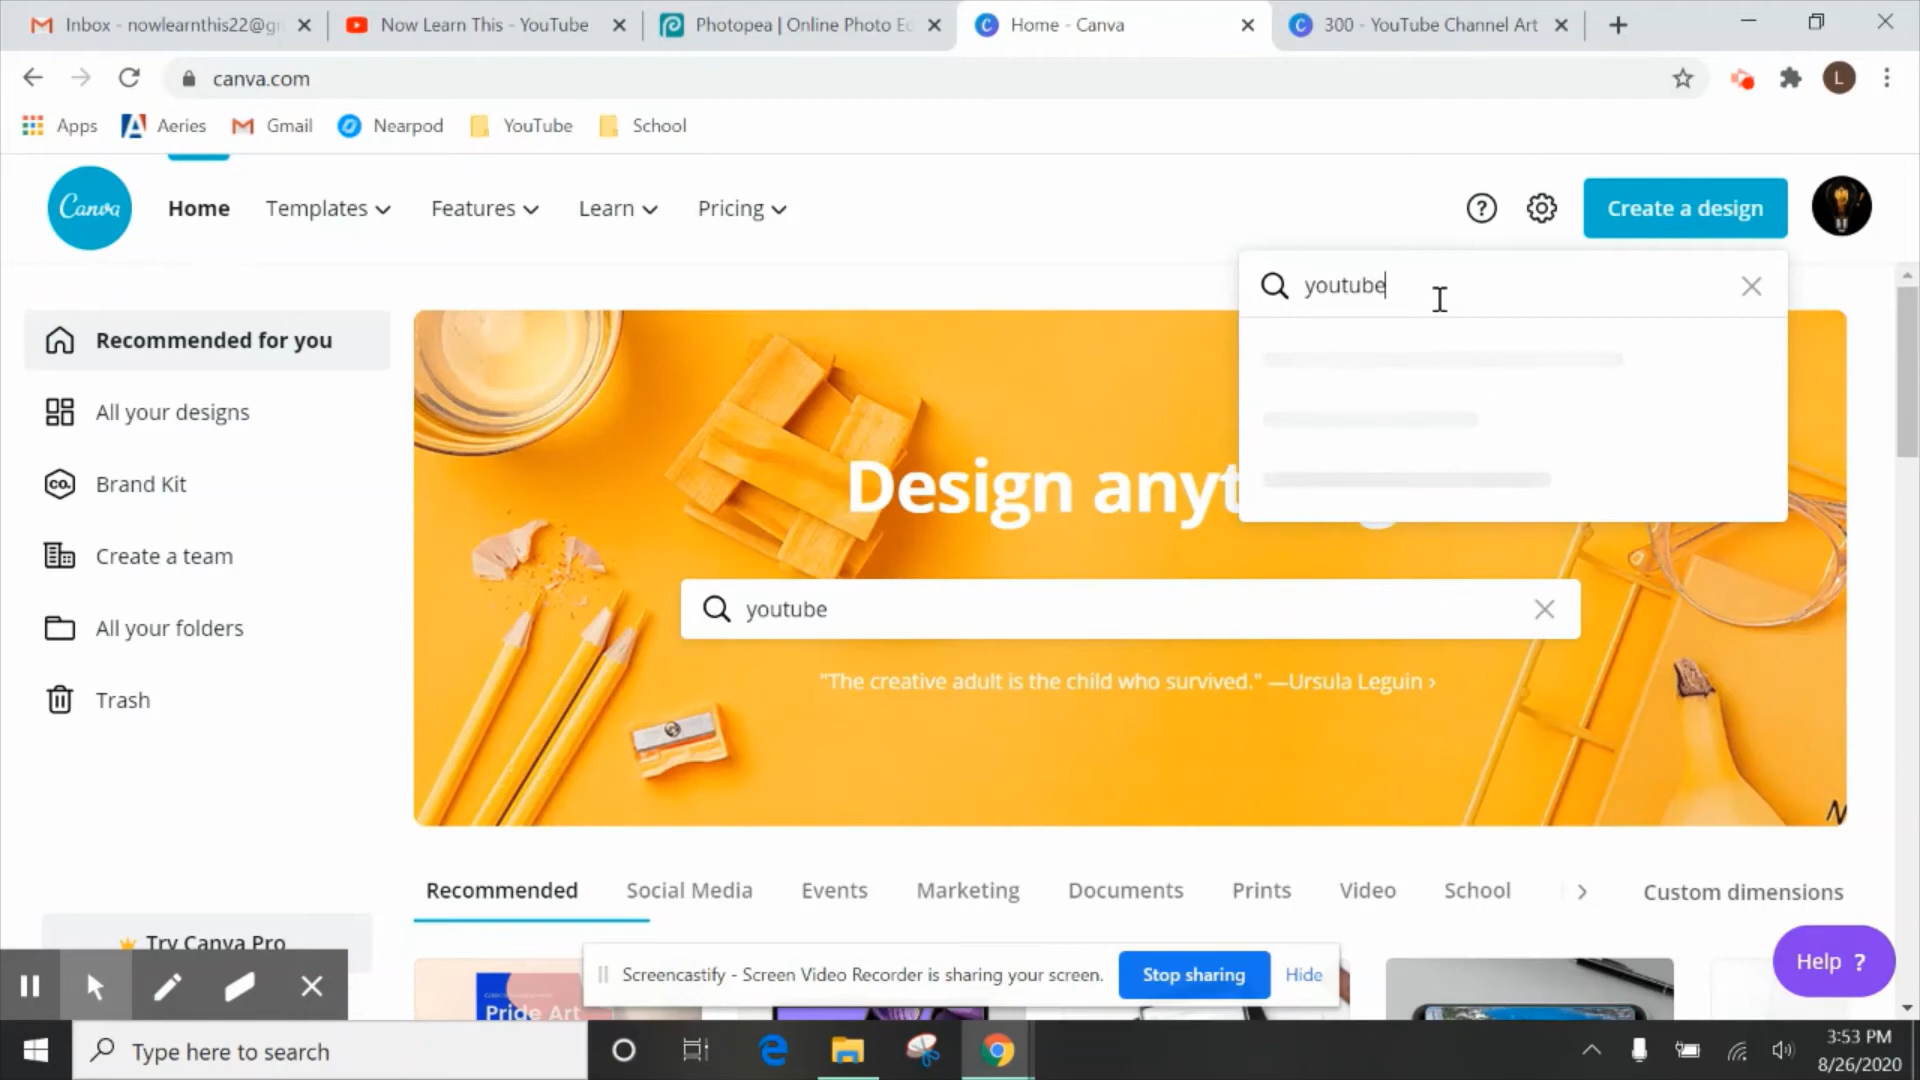 Inbox - nowlearnthis22@gr
Now Learn This - YouTube
Photopea | Online Photo Ed
Home - Canva
300 - YouTube Channel Art
canva.com
L
Apps
Aeries
Gmail
Nearpod
YouTube
School
Canva
Home
Templates
Features
Learn
Pricing
?
Create a design
youtube
Recommended for you
All your designs
CO.
Brand Kit
Create a team
All your folders
Trash
Design anyt g
youtube
"The creative adult is the child who survived." —Ursula Leguin ›
Recommended
Social Media
Events
Marketing
Documents
Prints
Video
School
Custom dimensions
Try Canva Pro
Pride Art
Screencastify - Screen Video Recorder is sharing your screen.
Stop sharing
Hide
Help ?
Type here to search
3:53 PM
8/26/2020